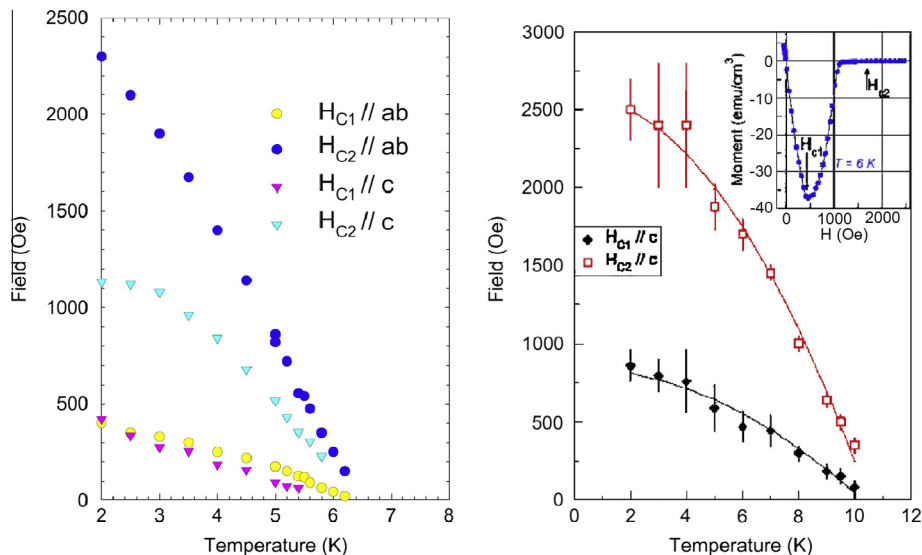 2500
2000
1500
1000
500
0
Field (Oe)
2 3 4 5 6 7 8
Temperature (K)
H_C1 // ab
H_C2 // ab
H_C1 // c
H_C2 // c
3000
2500
2000
1500
1000
500
0
Field (Oe)
0 2 4 6 8 10 12
Temperature (K)
H_C1 // c
H_C2 // c
Moment (emu/cm³)
0
-10
-20
-30
-40
H_c2
H_c1
T = 6 K
0 1000 2000
H (Oe)